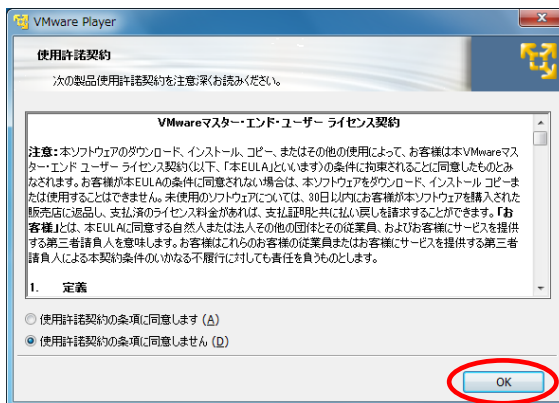 VMware Player
使用許諾契約
次の製品使用許諾契約を注意深くお読みください。
VMwareマスター・エンド・ユーザー ライセンス契約
注意：本ソフトウェアのダウンロード、インストール、コピー、またはその他の使用によって、お客様は本VMwareマス
ター・エンド ユーザー ライセンス契約(以下、「本EULA」といいます)の条件に拘束されることに同意したものとみ
なされます。お客様が本EULAの条件に同意されない場合は、本ソフトウェアをダウンロード、インストール コピーま
たは使用することはできません。未使用のソフトウェアについては、30日以内にお客様が本ソフトウェアを購入された
販売店に返品し、支払済のライセンス料金があれば、支払証明と共に払い戻しを請求することができます。「お
客様」とは、本EULAに同意する自然人または法人その他の団体とその従業員、およびお客様にサービスを提供
する第三者請負人を意味します。お客様はこれらのお客様の従業員またはお客様にサービスを提供する第三者
請負人による本契約条件のいかなる不履行に対しても責任を負うものとします。
1. 定義
使用許諾契約の条項に同意します (A)
使用許諾契約の条項に同意しません (D)
OK